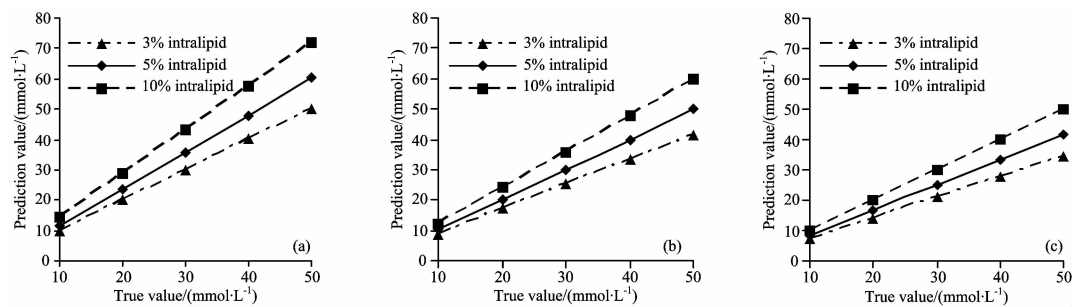 80
70
60
50
40
30
20
10
0
Prediction value/(mmol·L⁻¹)
3% intralipid
5% intralipid
10% intralipid
(a)
10 20 30 40 50
True value/(mmol·L⁻¹)
80
70
60
50
40
30
20
10
0
Prediction value/(mmol·L⁻¹)
3% intralipid
5% intralipid
10% intralipid
(b)
10 20 30 40 50
True value/(mmol·L⁻¹)
80
70
60
50
40
30
20
10
0
Prediction value/(mmol·L⁻¹)
3% intralipid
5% intralipid
10% intralipid
(c)
10 20 30 40 50
True value/(mmol·L⁻¹)